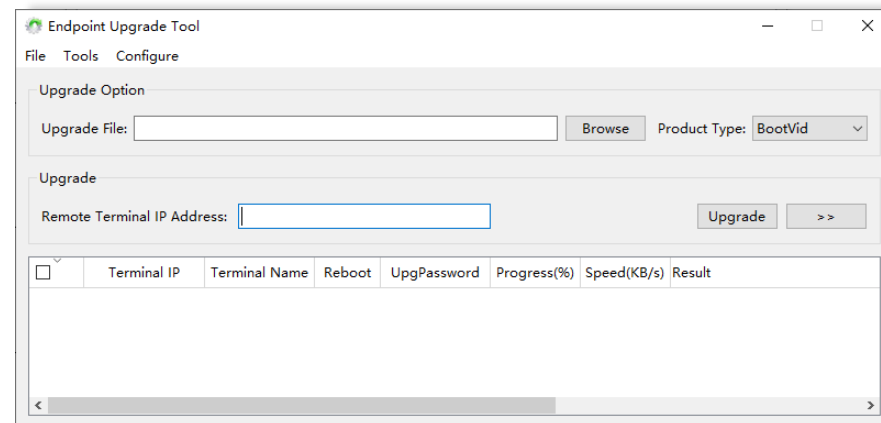 Endpoint Upgrade Tool
File Tools Configure
Upgrade Option
Upgrade File: Browse Product Type: BootVid
Upgrade
Remote Terminal IP Address: Upgrade >>
Terminal IP Terminal Name Reboot UpgPassword Progress(%) Speed(KB/s) Result